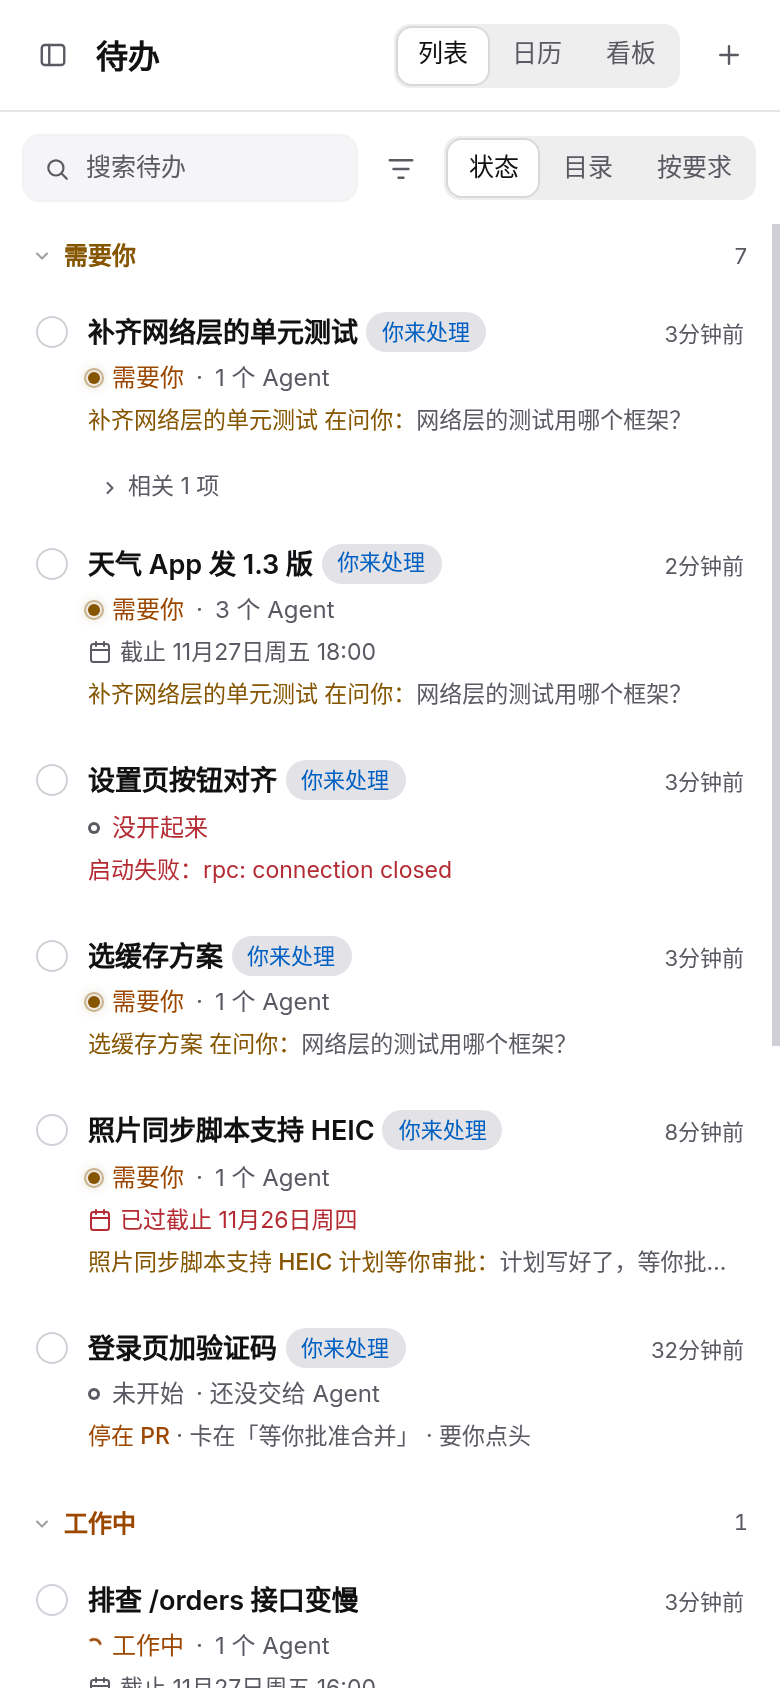 待办
列表 日历 看板
搜索待办
状态 目录 按要求
需要你 7
补齐网络层的单元测试 你来处理 3分钟前
需要你 · 1 个 Agent
补齐网络层的单元测试 在问你：网络层的测试用哪个框架？
相关 1 项
天气 App 发 1.3 版 你来处理 2分钟前
需要你 · 3 个 Agent
截止 11月27日周五 18:00
补齐网络层的单元测试 在问你：网络层的测试用哪个框架？
设置页按钮对齐 你来处理 3分钟前
没开起来
启动失败：rpc: connection closed
选缓存方案 你来处理 3分钟前
需要你 · 1 个 Agent
选缓存方案 在问你：网络层的测试用哪个框架？
照片同步脚本支持 HEIC 你来处理 8分钟前
需要你 · 1 个 Agent
已过截止 11月26日周四
照片同步脚本支持 HEIC 计划等你审批：计划写好了，等你批…
登录页加验证码 你来处理 32分钟前
未开始 · 还没交给 Agent
停在 PR · 卡在「等你批准合并」 · 要你点头
工作中 1
排查 /orders 接口变慢 3分钟前
工作中 · 1 个 Agent
截止 11月27日周五 16:00